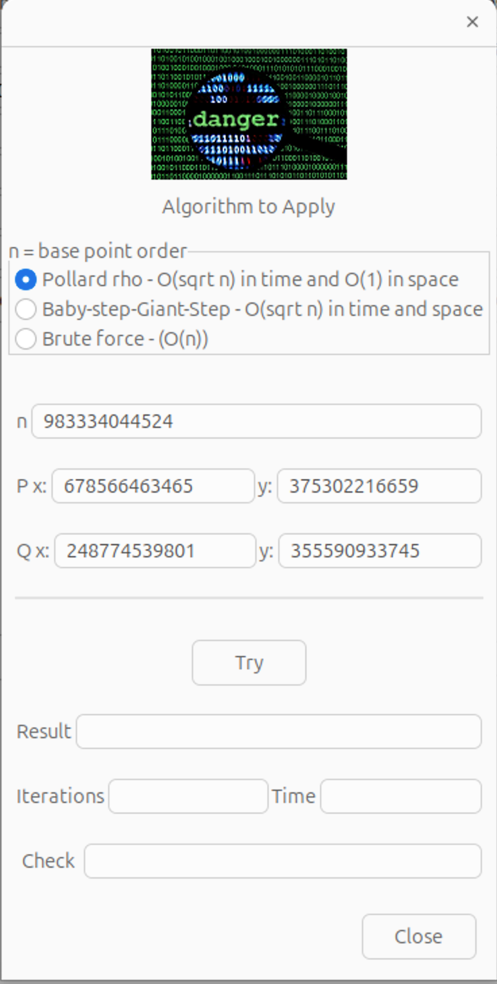 danger
Algorithm to Apply
n = base point order
Pollard rho - O(sqrt n) in time and O(1) in space
Baby-step-Giant-Step - O(sqrt n) in time and space
Brute force - (O(n))
n 983334044524
P x: 678566463465 y: 375302216659
Q x: 248774539801 y: 355590933745
Try
Result
Iterations Time
Check
Close